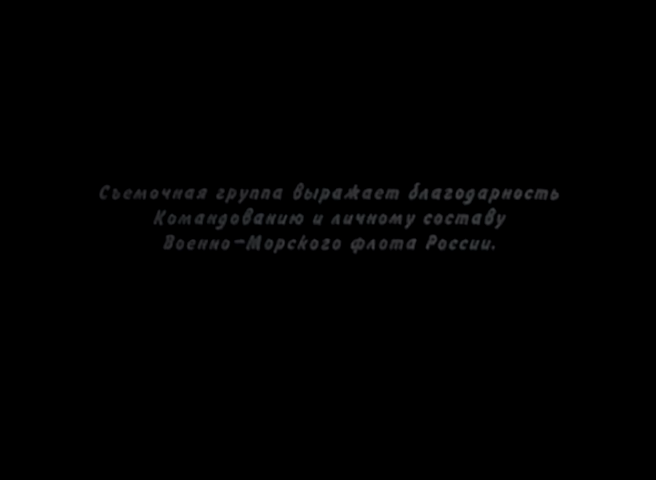 Съемочная группа выражает благодарность
Командованию и личному составу
Военно-Морского флота России.